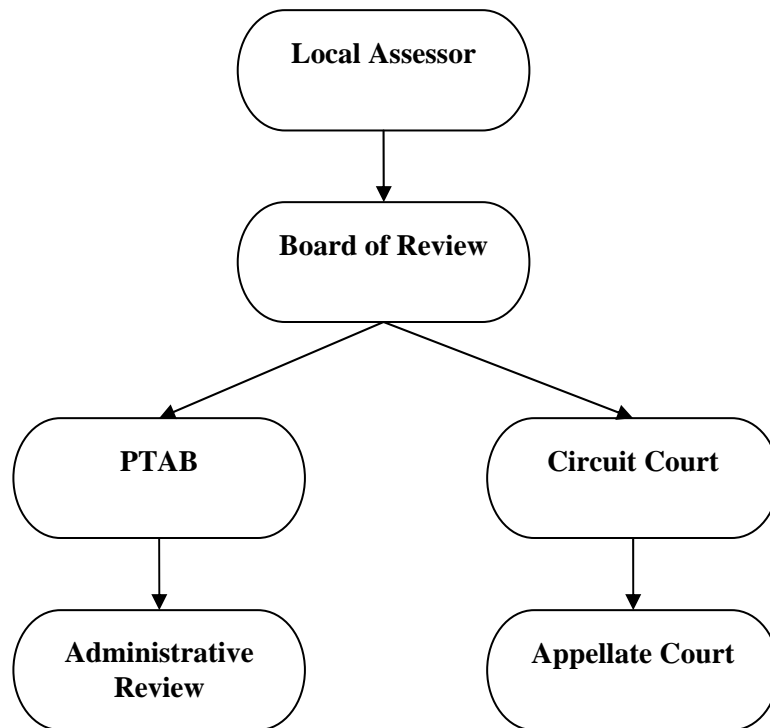 Local Assessor
Board of Review
PTAB
Circuit Court
Administrative
Review
Appellate Court